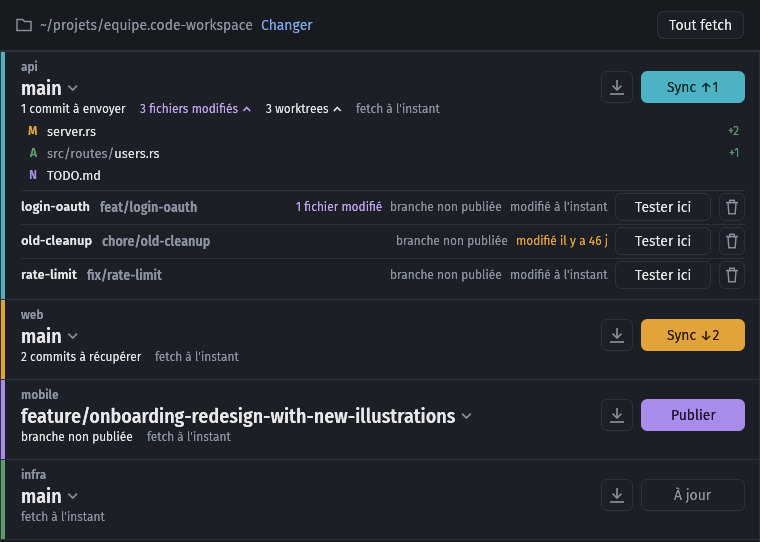 ~/projets/equipe.code-workspace Changer Tout fetch
api
main
Sync ↑1
1 commit à envoyer 3 fichiers modifiés 3 worktrees fetch à l'instant
M server.rs +2
A src/routes/users.rs +1
N TODO.md
login-oauth feat/login-oauth 1 fichier modifié branche non publiée modifié à l'instant Tester ici
old-cleanup chore/old-cleanup branche non publiée modifié il y a 46 j Tester ici
rate-limit fix/rate-limit branche non publiée modifié à l'instant Tester ici
web
main
Sync ↓2
2 commits à récupérer fetch à l'instant
mobile
feature/onboarding-redesign-with-new-illustrations
Publier
branche non publiée fetch à l'instant
infra
main
À jour
fetch à l'instant